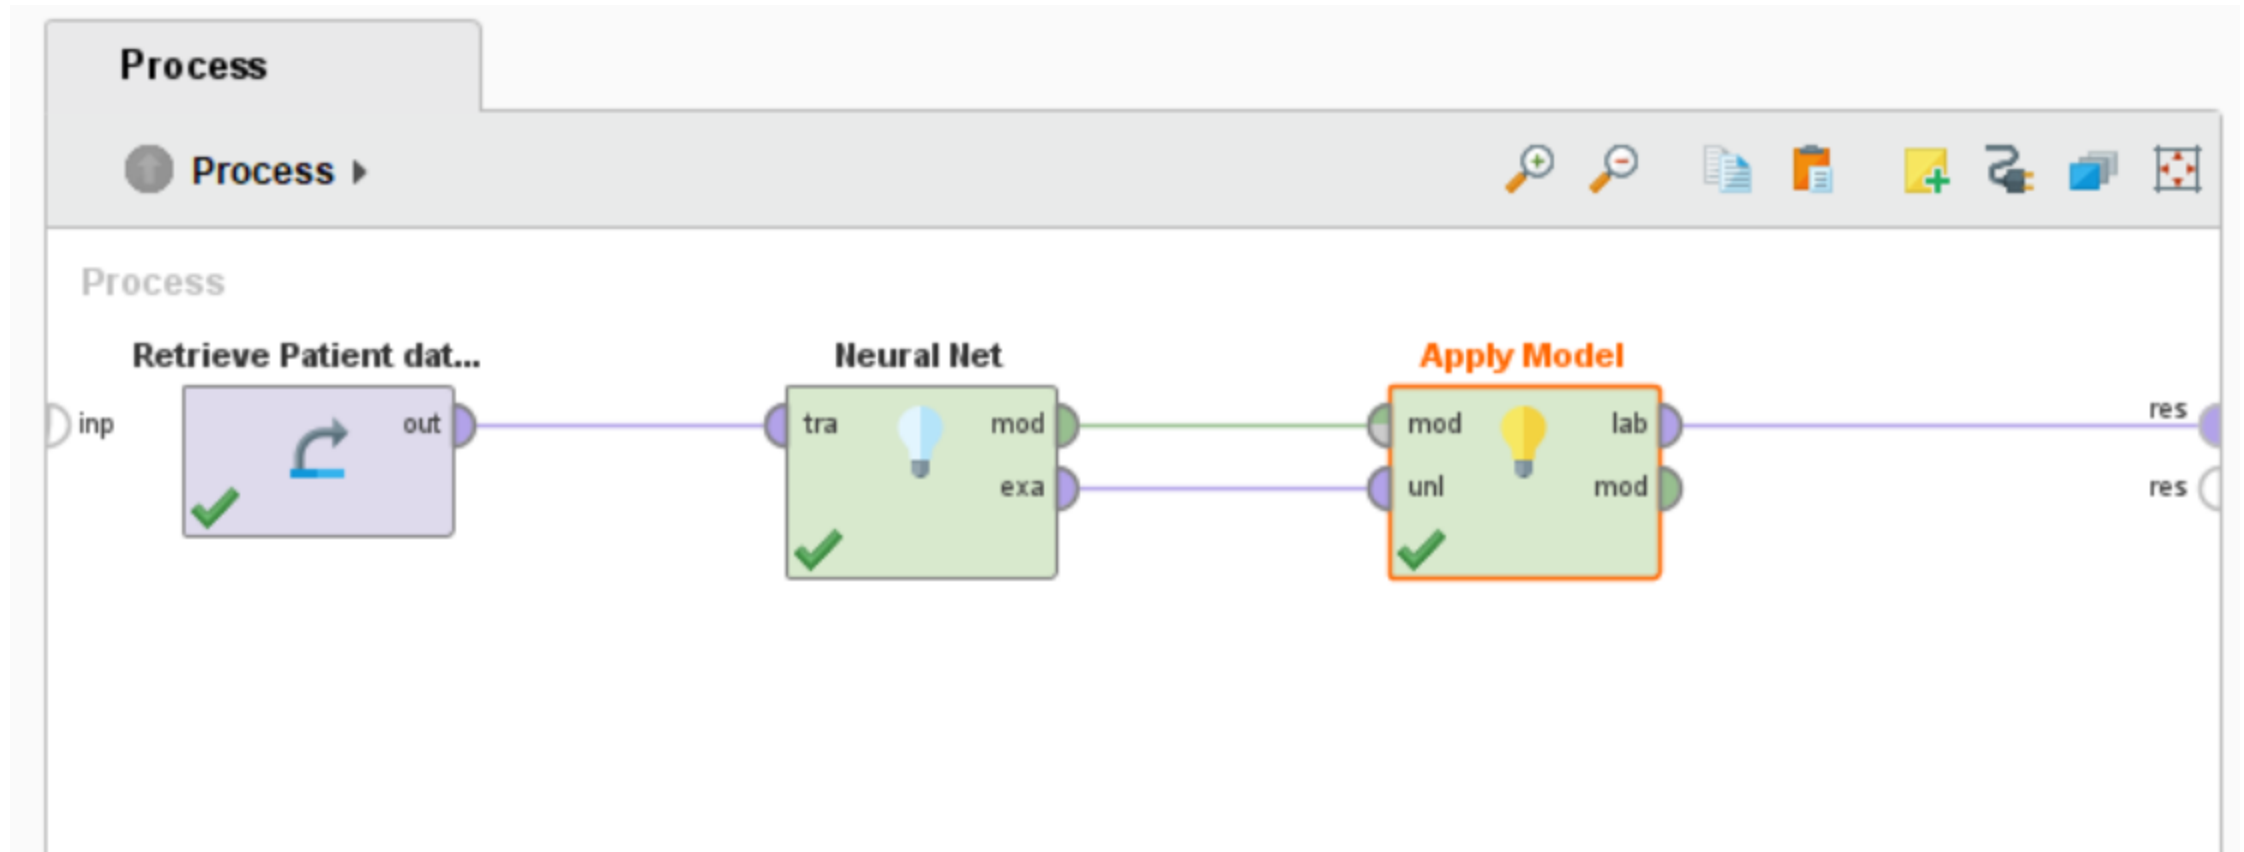 Process
Process
Process
Retrieve Patient dat...
Neural Net
Apply Model
inp
out
tra
mod
exa
mod
unl
lab
mod
res
res